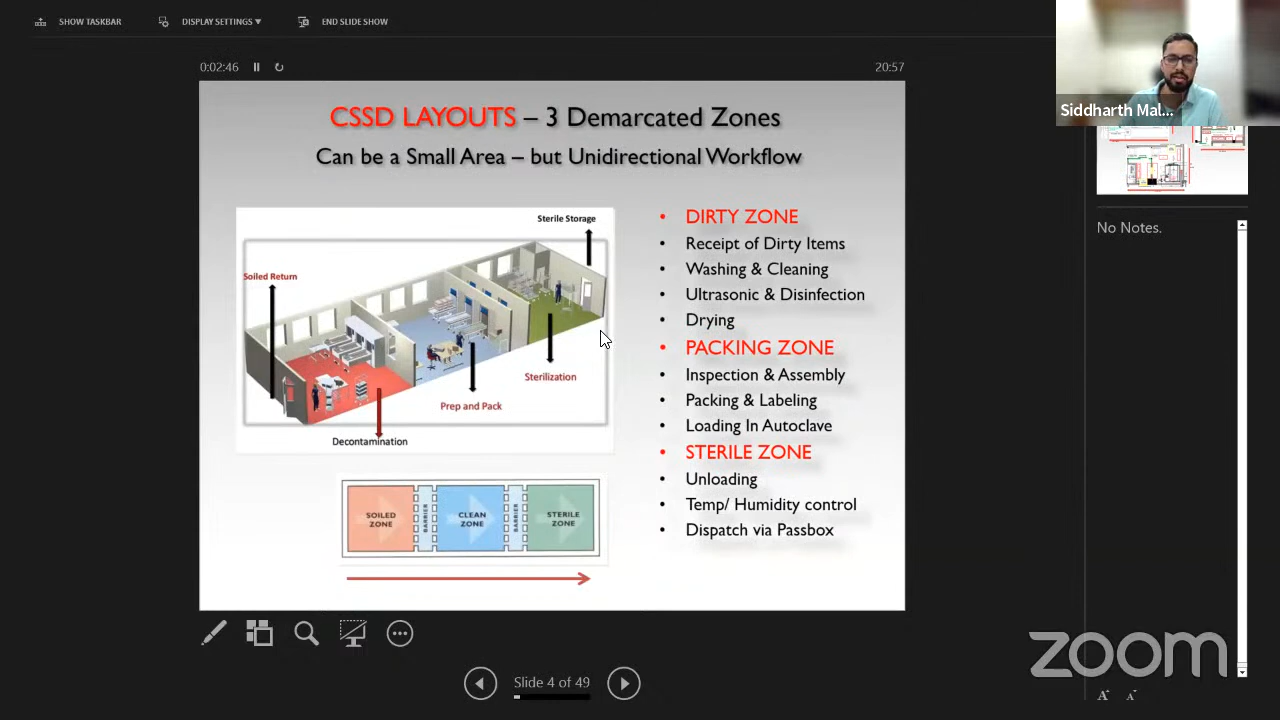 SHOW TASKBAR
DISPLAY SETTINGS ▼
END SLIDE SHOW
0:02:46
20:57
Siddharth Mal...
CSSD LAYOUTS – 3 Demarcated Zones
Can be a Small Area – but Unidirectional Workflow
Sterile Storage
Soiled Return
Sterilization
Prep and Pack
Decontamination
SOILED
ZONE
BARRIER
CLEAN
ZONE
BARRIER
STERILE
ZONE
• DIRTY ZONE
• Receipt of Dirty Items
• Washing & Cleaning
• Ultrasonic & Disinfection
• Drying
• PACKING ZONE
• Inspection & Assembly
• Packing & Labeling
• Loading In Autoclave
• STERILE ZONE
• Unloading
• Temp/ Humidity control
• Dispatch via Passbox
No Notes.
Slide 4 of 49
zoom
A A